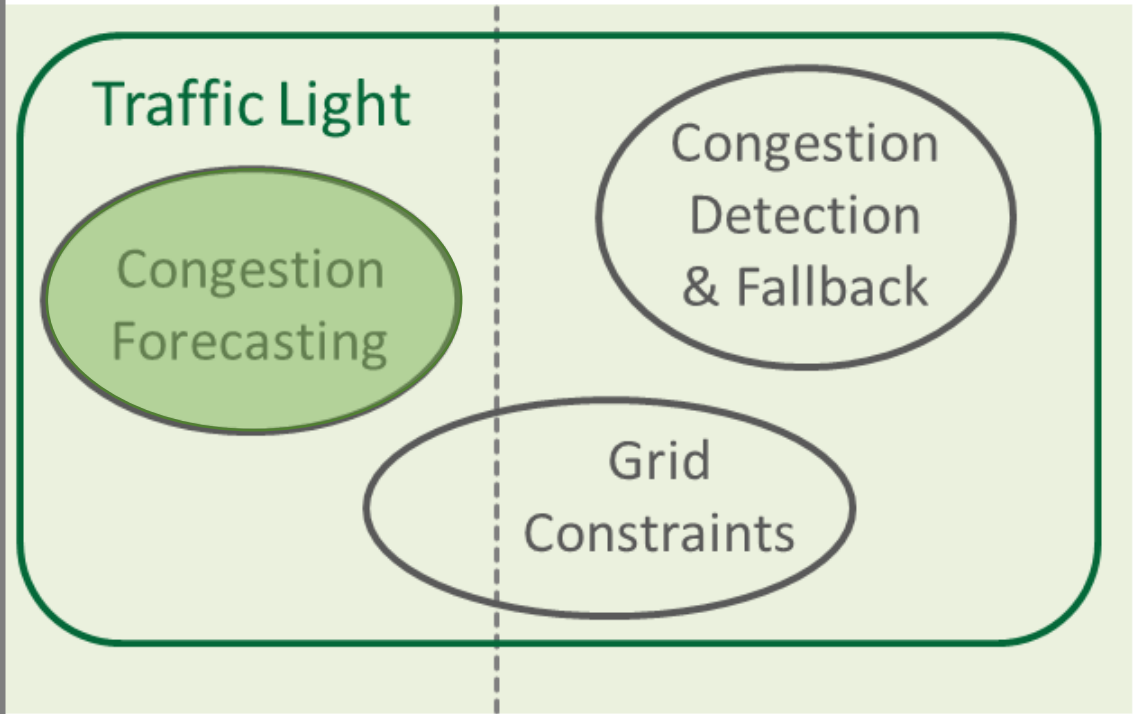 Traffic Light
Congestion
Forecasting
Congestion
Detection
& Fallback
Grid
Constraints